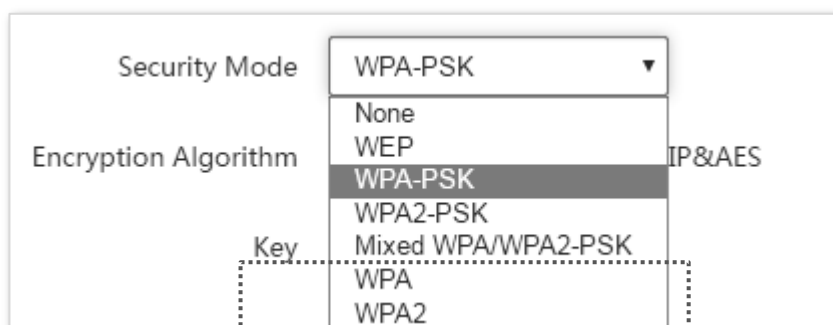 Security Mode WPA-PSK
None
WEP
Encryption Algorithm IP&AES
WPA-PSK
WPA2-PSK
Key Mixed WPA/WPA2-PSK
WPA
WPA2